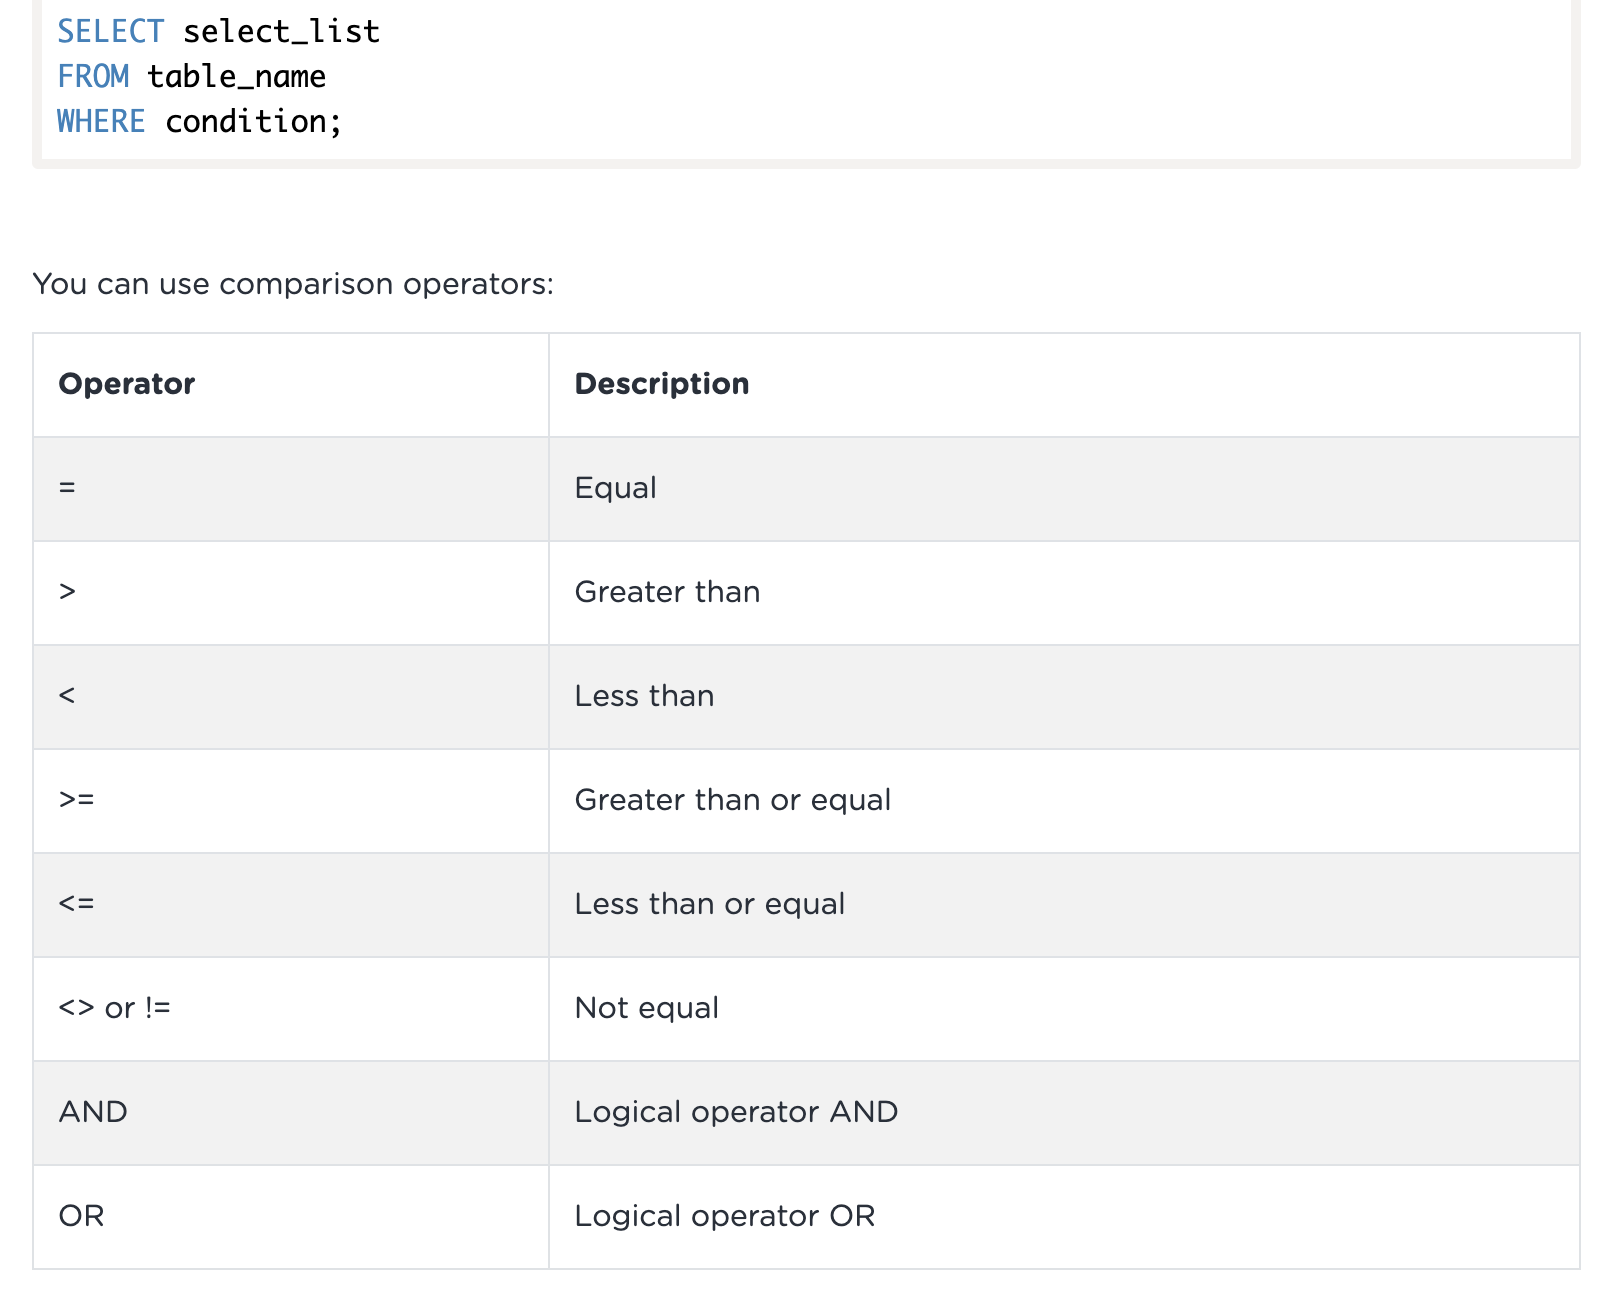 SELECT select_list
FROM table_name
WHERE condition;
You can use comparison operators:
Operator Description
= Equal
> Greater than
< Less than
>= Greater than or equal
<= Less than or equal
<> or != Not equal
AND Logical operator AND
OR Logical operator OR